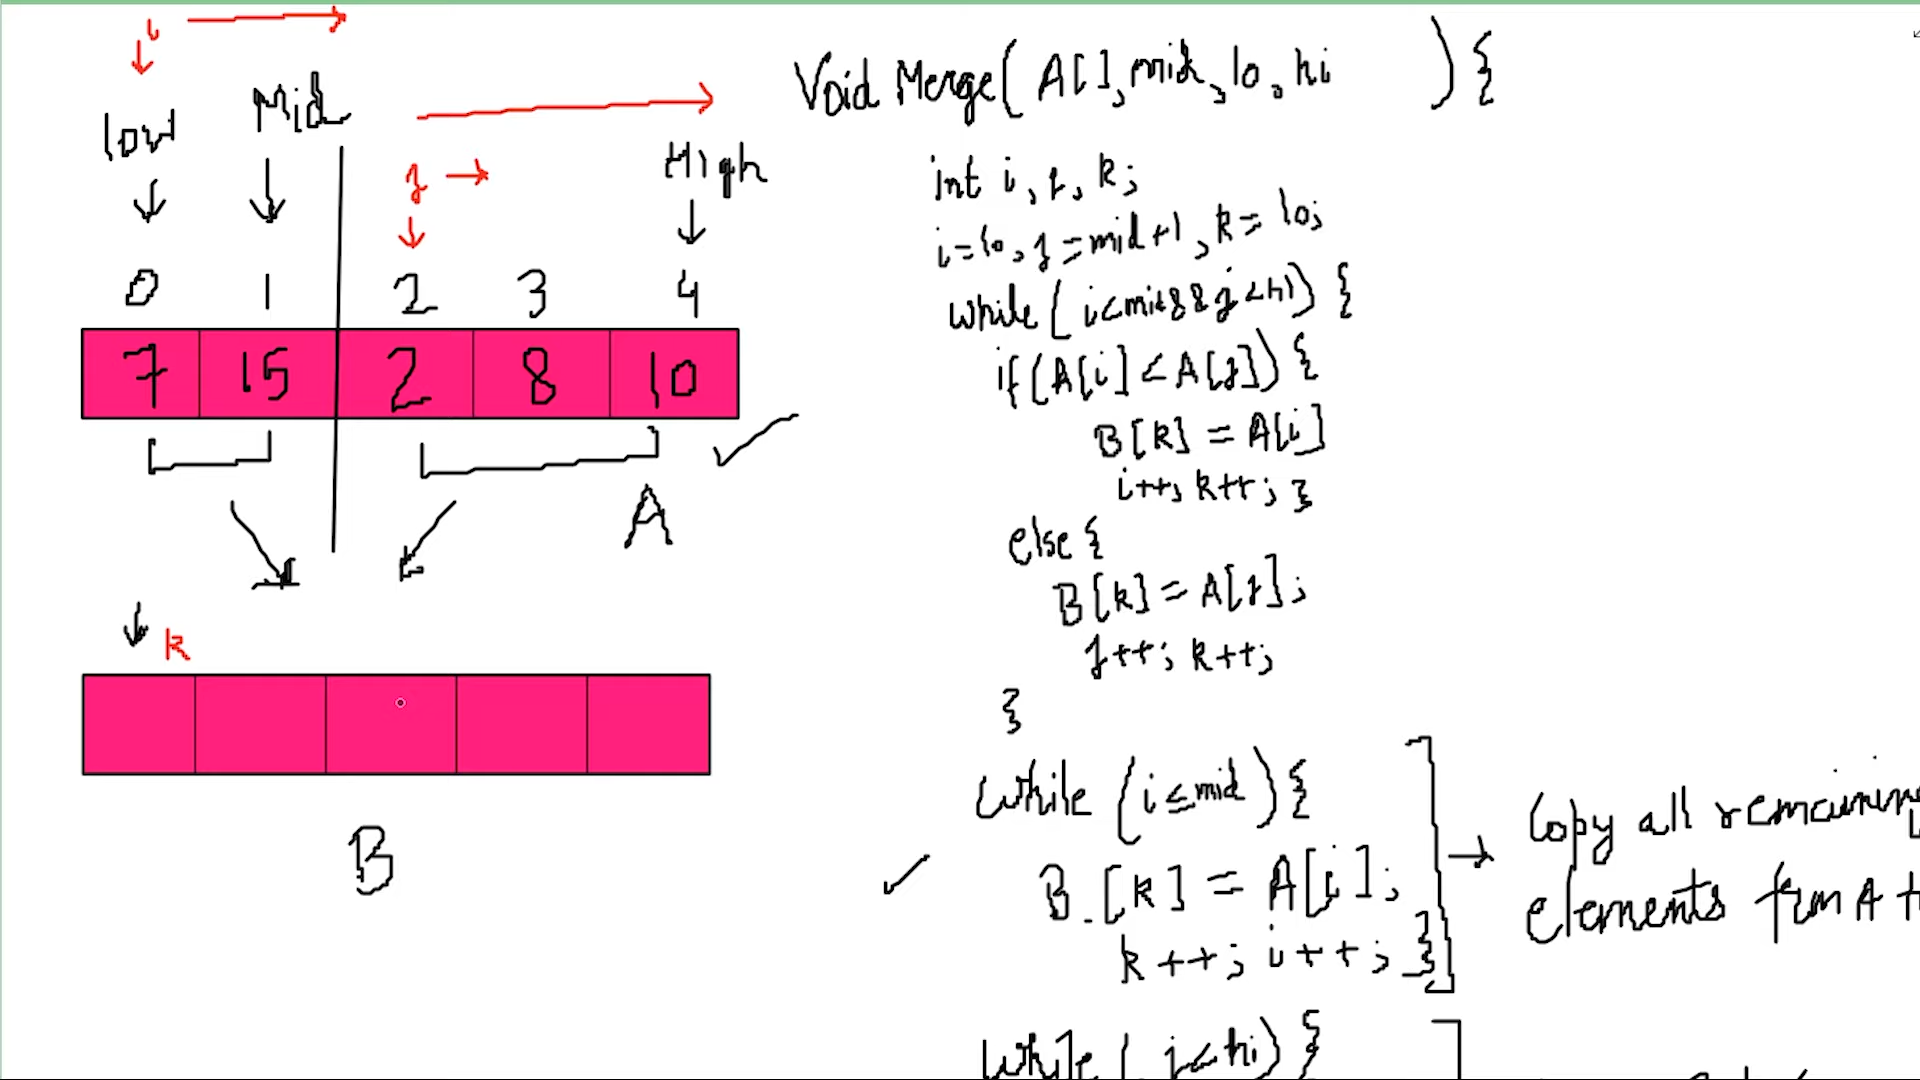 i
low Mid
j High
0 1 2 3 4
7 15 2 8 10
A
k
B
Void Merge( A[], mid, lo, hi ) {
int i, j, k;
i=lo, j=mid+1, k=lo;
while (i<mid&&j<hi) {
if(A[i] < A[j]) {
B[k] = A[i]
i++, k++; }
else {
B[k] = A[j];
j++; k++;
}
while (i≤mid) {
B[k] = A[i];
k++; i++; }
Copy all
elements from A
while (j<hi) {